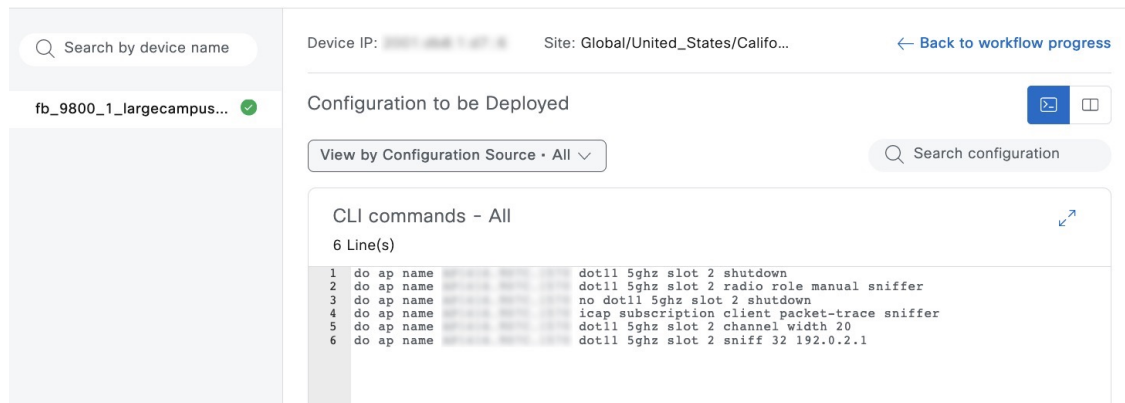 Search by device name
fb_9800_1_largecampus...
Device IP: Site: Global/United_States/Califo... ← Back to workflow progress
Configuration to be Deployed
View by Configuration Source · All
Search configuration
CLI commands - All
6 Line(s)
1 do ap name dot11 5ghz slot 2 shutdown
2 do ap name dot11 5ghz slot 2 radio role manual sniffer
3 do ap name no dot11 5ghz slot 2 shutdown
4 do ap name icap subscription client packet-trace sniffer
5 do ap name dot11 5ghz slot 2 channel width 20
6 do ap name dot11 5ghz slot 2 sniff 32 192.0.2.1